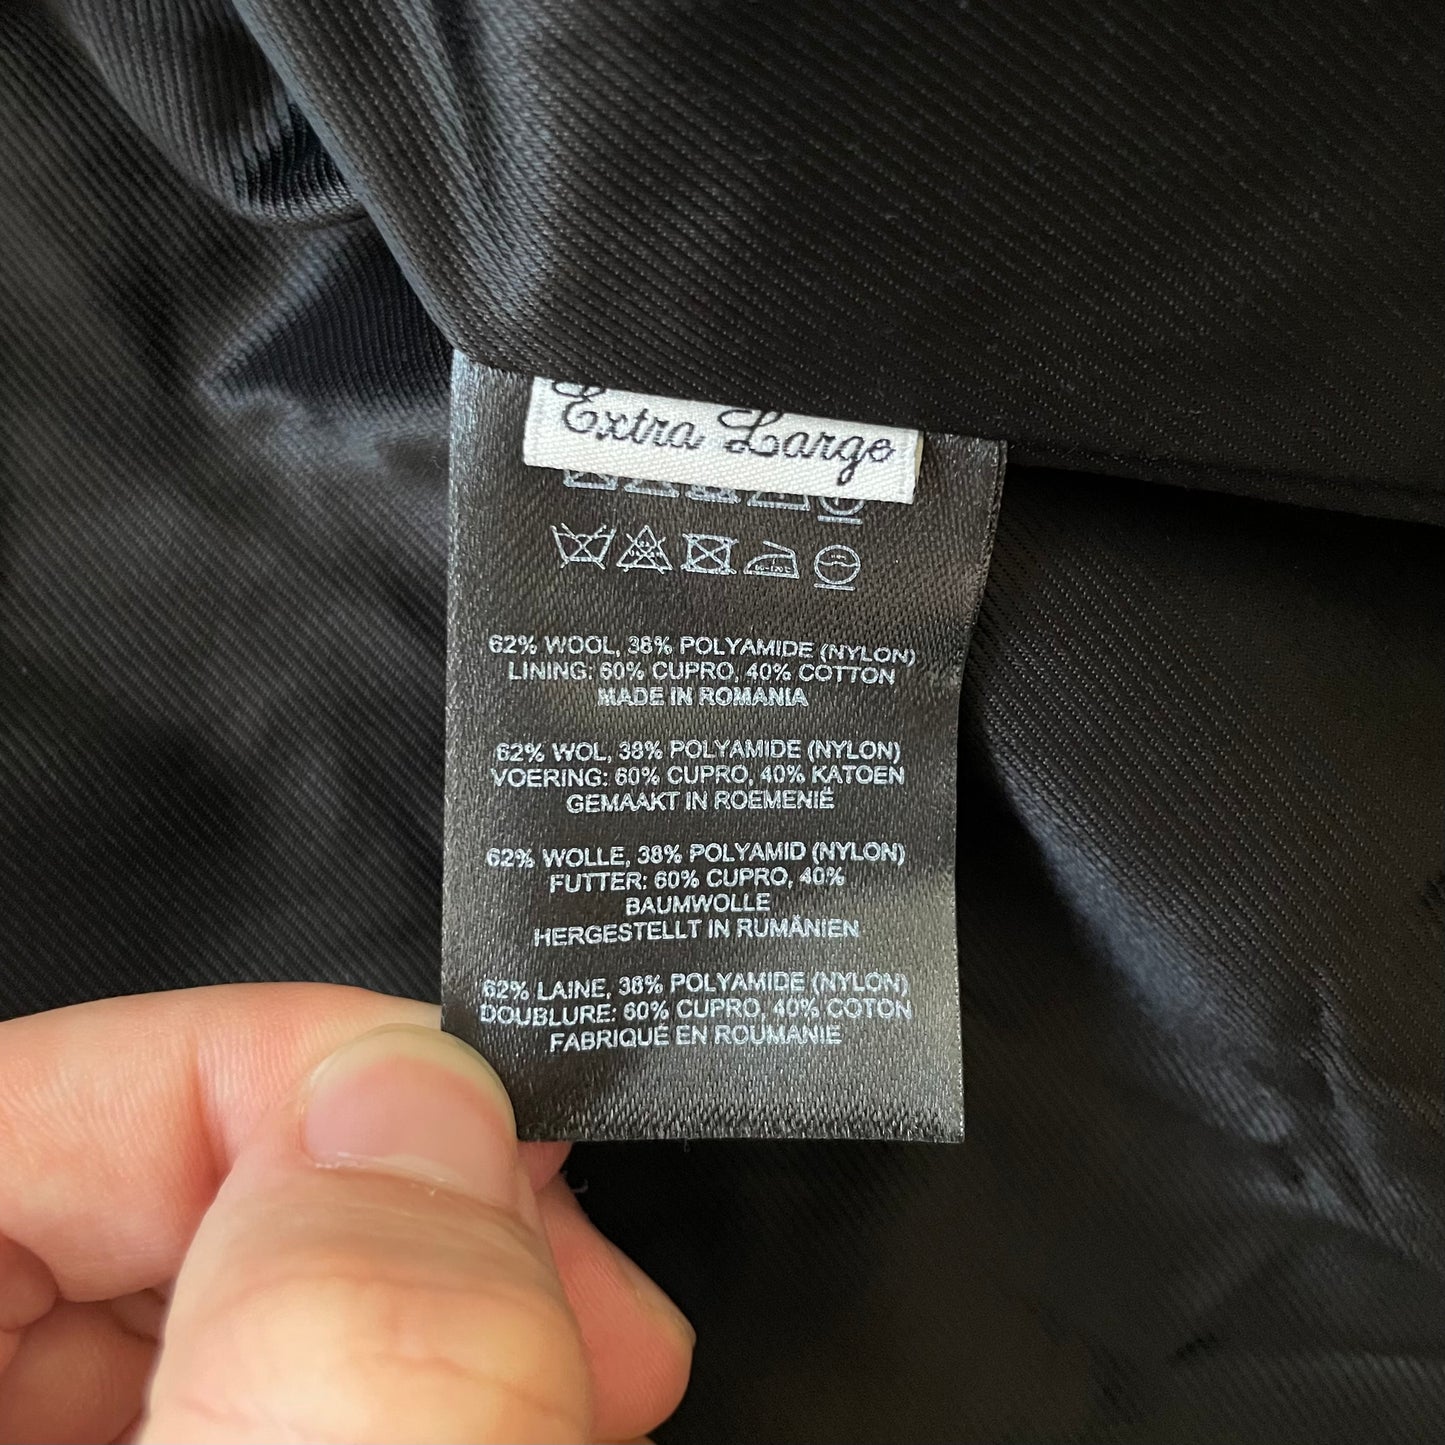 Extra Large
62% WOOL, 38% POLYAMIDE (NYLON)
LINING: 60% CUPRO, 40% COTTON
MADE IN ROMANIA
62% WOL, 38% POLYAMIDE (NYLON)
VOERING: 60% CUPRO, 40% KATOEN
GEMAAKT IN ROEMENIË
62% WOLLE, 38% POLYAMID (NYLON)
FUTTER: 60% CUPRO, 40%
BAUMWOLLE
HERGESTELLT IN RUMÄNIEN
62% LAINE, 38% POLYAMIDE (NYLON)
DOUBLURE: 60% CUPRO, 40% COTON
FABRIQUÉ EN ROUMANIE